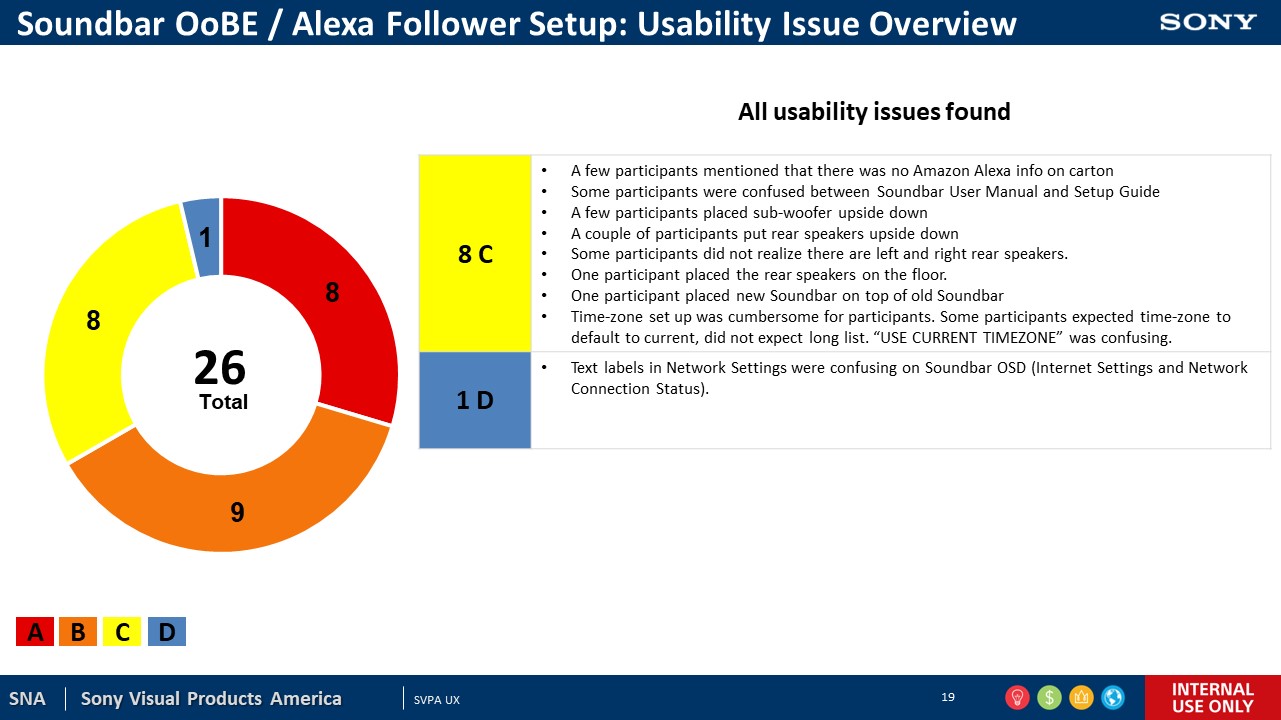 Soundbar OoBE / Alexa Follower Setup: Usability Issue Overview
SONY
All usability issues found
8 C
• A few participants mentioned that there was no Amazon Alexa info on carton
• Some participants were confused between Soundbar User Manual and Setup Guide
• A few participants placed sub-woofer upside down
• A couple of participants put rear speakers upside down
• Some participants did not realize there are left and right rear speakers.
• One participant placed the rear speakers on the floor.
• One participant placed new Soundbar on top of old Soundbar
• Time-zone set up was cumbersome for participants. Some participants expected time-zone to
default to current, did not expect long list. “USE CURRENT TIMEZONE” was confusing.
1 D
• Text labels in Network Settings were confusing on Soundbar OSD (Internet Settings and Network
Connection Status).
1
8
8
9
26
Total
A B C D
SNA
Sony Visual Products America
SVPA UX
19
INTERNAL
USE ONLY